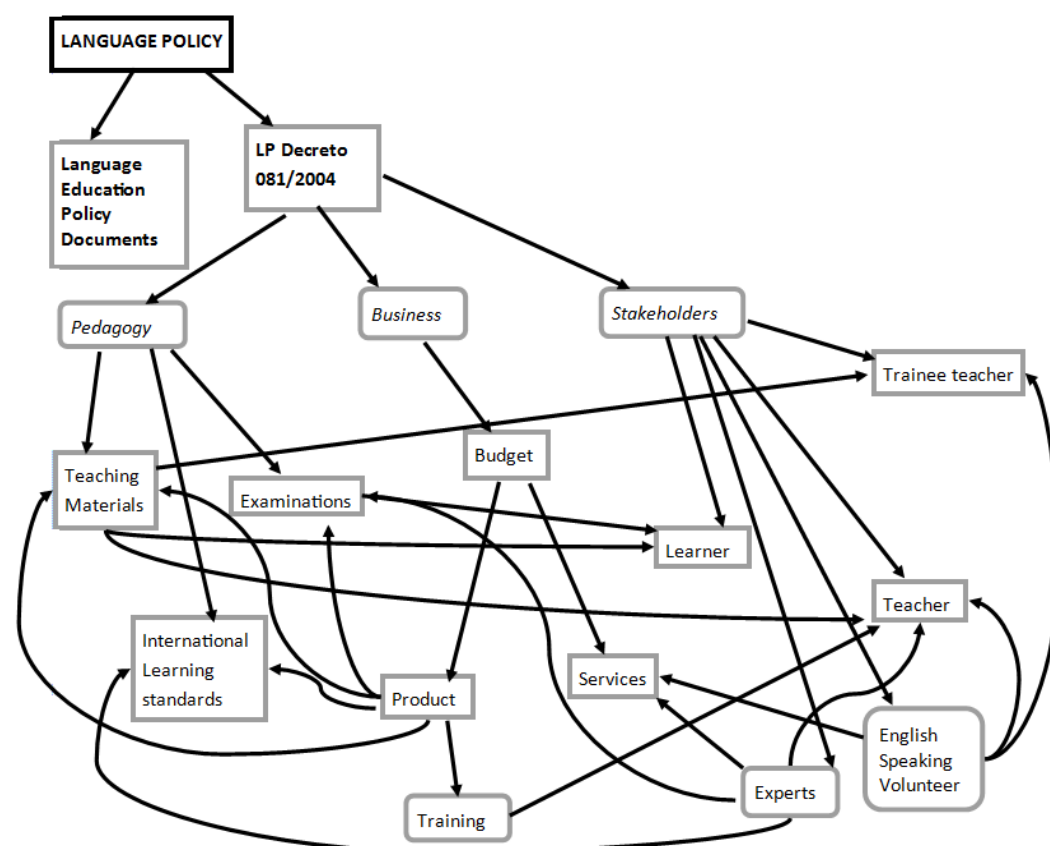 LANGUAGE POLICY
Language
Education
Policy
Documents
LP Decreto
081/2004
Pedagogy
Business
Stakeholders
Trainee teacher
Teaching
Materials
Examinations
Budget
Learner
Teacher
International
Learning
standards
Product
Services
English
Speaking
Volunteer
Experts
Training